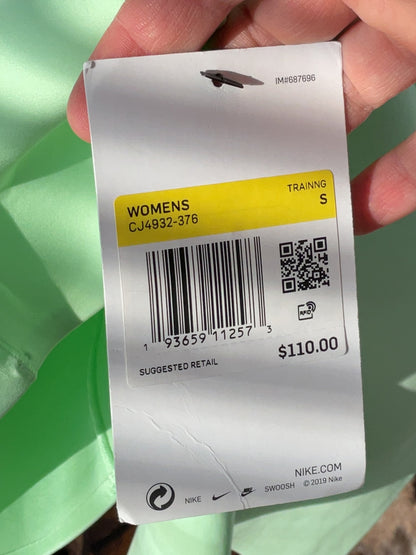 IM#687696
WOMENS TRAINNG
CJ4932-376 S
1 93659 11257 3
RFID
SUGGESTED RETAIL $110.00
NIKE.COM
NIKE SWOOSH © 2019 Nike